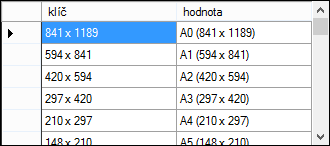 klíč hodnota
841 x 1189 A0 (841 x 1189)
594 x 841 A1 (594 x 841)
420 x 594 A2 (420 x 594)
297 x 420 A3 (297 x 420)
210 x 297 A4 (210 x 297)
148 x 210 A5 (148 x 210)